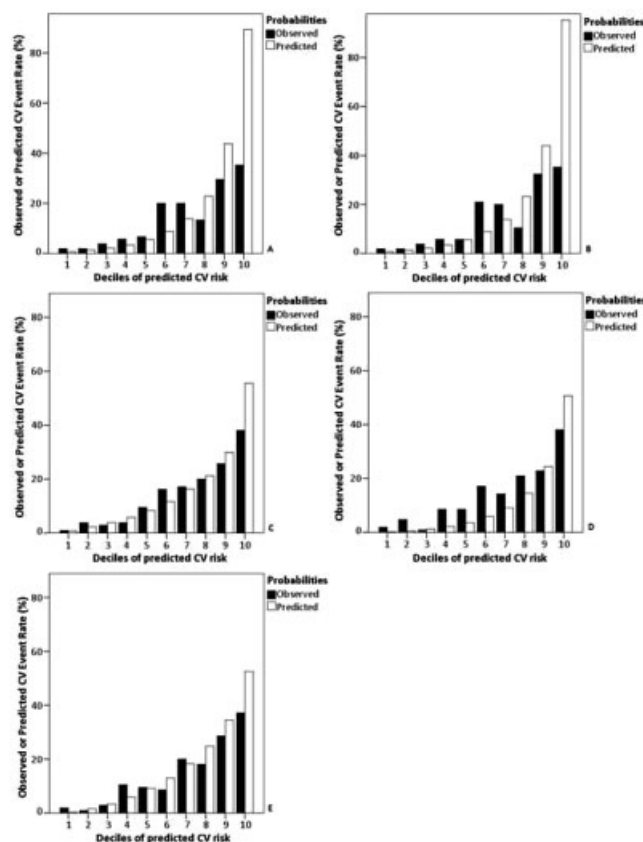 Observed or Predicted CV Event Rate (%)
80
60
40
20
0
1 2 3 4 5 6 7 8 9 10
Deciles of predicted CV risk
Probabilities
Observed
Predicted
A
Observed or Predicted CV Event Rate (%)
80
60
40
20
0
1 2 3 4 5 6 7 8 9 10
Deciles of predicted CV risk
Probabilities
Observed
Predicted
B
Observed or Predicted CV Event Rate (%)
80
60
40
20
0
1 2 3 4 5 6 7 8 9 10
Deciles of predicted CV risk
Probabilities
Observed
Predicted
C
Observed or Predicted CV Event Rate (%)
80
60
40
20
0
1 2 3 4 5 6 7 8 9 10
Deciles of predicted CV risk
Probabilities
Observed
Predicted
D
Observed or Predicted CV Event Rate (%)
80
60
40
20
0
1 2 3 4 5 6 7 8 9 10
Deciles of predicted CV risk
Probabilities
Observed
Predicted
E